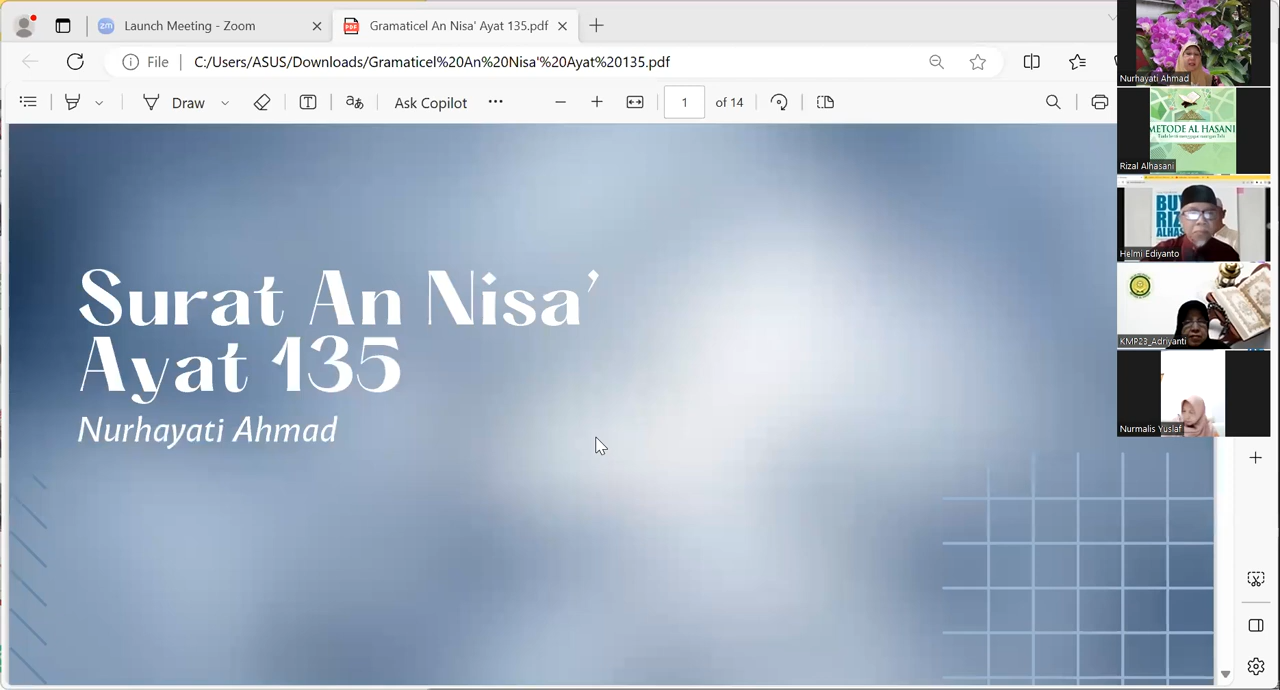 Launch Meeting - Zoom
Gramaticel An Nisa' Ayat 135.pdf
File
C:/Users/ASUS/Downloads/Gramaticel%20An%20Nisa'%20Ayat%20135.pdf
Draw
Ask Copilot
1 of 14
Surat An Nisa'
Ayat 135
Nurhayati Ahmad
Nurhayati Ahmad
METODE AL HASANI
Rizal Alhasani
Helmi Ediyanto
KMP23_Adriyanti
Nurmalis Yuslaf